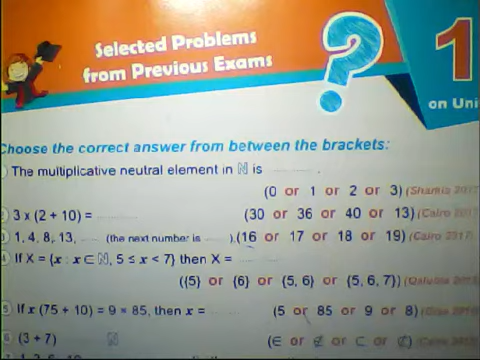 Selected Problems
from Previous Exams
?
1
on Uni
Choose the correct answer from between the brackets:
The multiplicative neutral element in ℕ is ..........
(0 or 1 or 2 or 3)
3 x (2 + 10) = ..........
(30 or 36 or 40 or 13) (Cairo
1, 4, 8, 13, ..... (the next number is ......).(16 or 17 or 18 or 19) (Cairo 2017)
4 If X = {x : x ∈ ℕ, 5 ≤ x < 7} then X = ......
({5} or {6} or {5, 6} or {5, 6, 7})
5 If x (75 + 10) = 9 × 85, then x = ......
(5 or 85 or 9 or 8)
(3 + 7) ℕ
(∈ or ∉ or ⊂ or ⊄) (Cairo